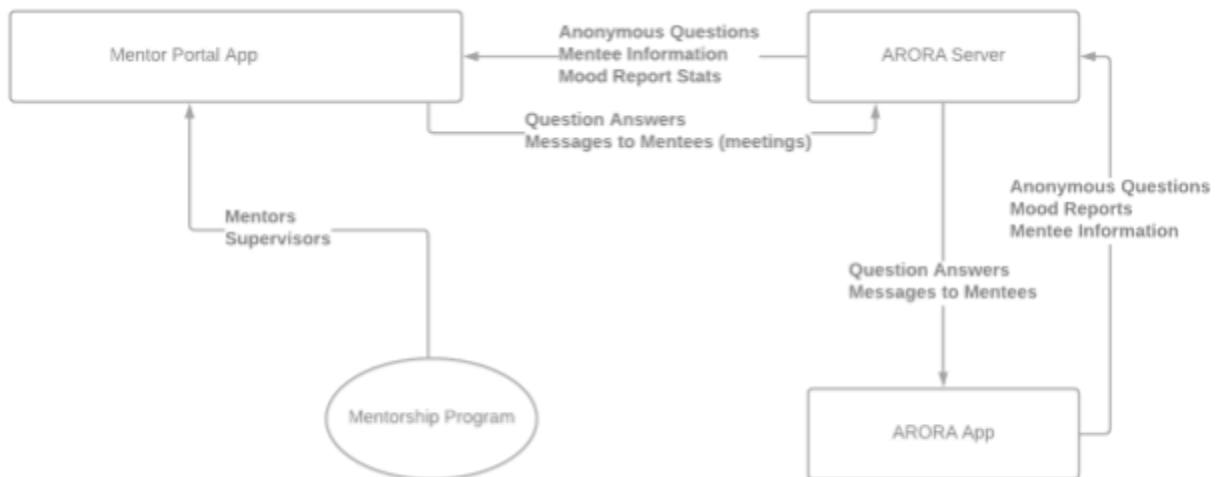 Mentor Portal App
Anonymous Questions
Mentee Information
Mood Report Stats
ARORA Server
Question Answers
Messages to Mentees (meetings)
Anonymous Questions
Mood Reports
Mentee Information
Mentors
Supervisors
Question Answers
Messages to Mentees
Mentorship Program
ARORA App